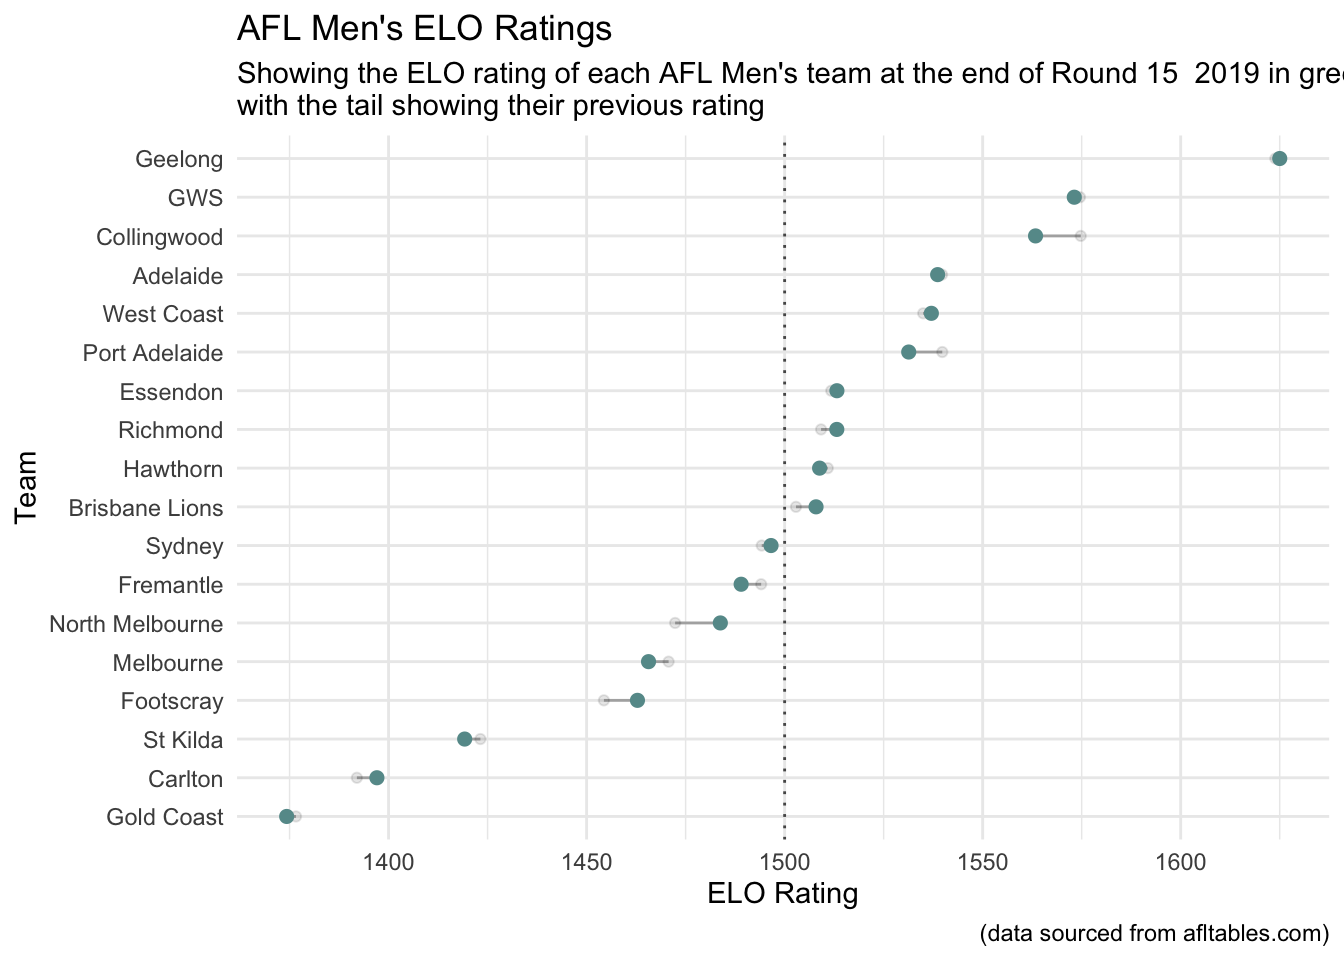 AFL Men's ELO Ratings
Showing the ELO rating of each AFL Men's team at the end of Round 15  2019 in
with the tail showing their previous rating
Geelong
GWS
Collingwood
Adelaide
West Coast
Port Adelaide
Essendon
Richmond
Hawthorn
Brisbane Lions
Sydney
Fremantle
North Melbourne
Melbourne
Footscray
St Kilda
Carlton
Gold Coast
Team
1400 1450 1500 1550 1600
ELO Rating
(data sourced from afltables.com)